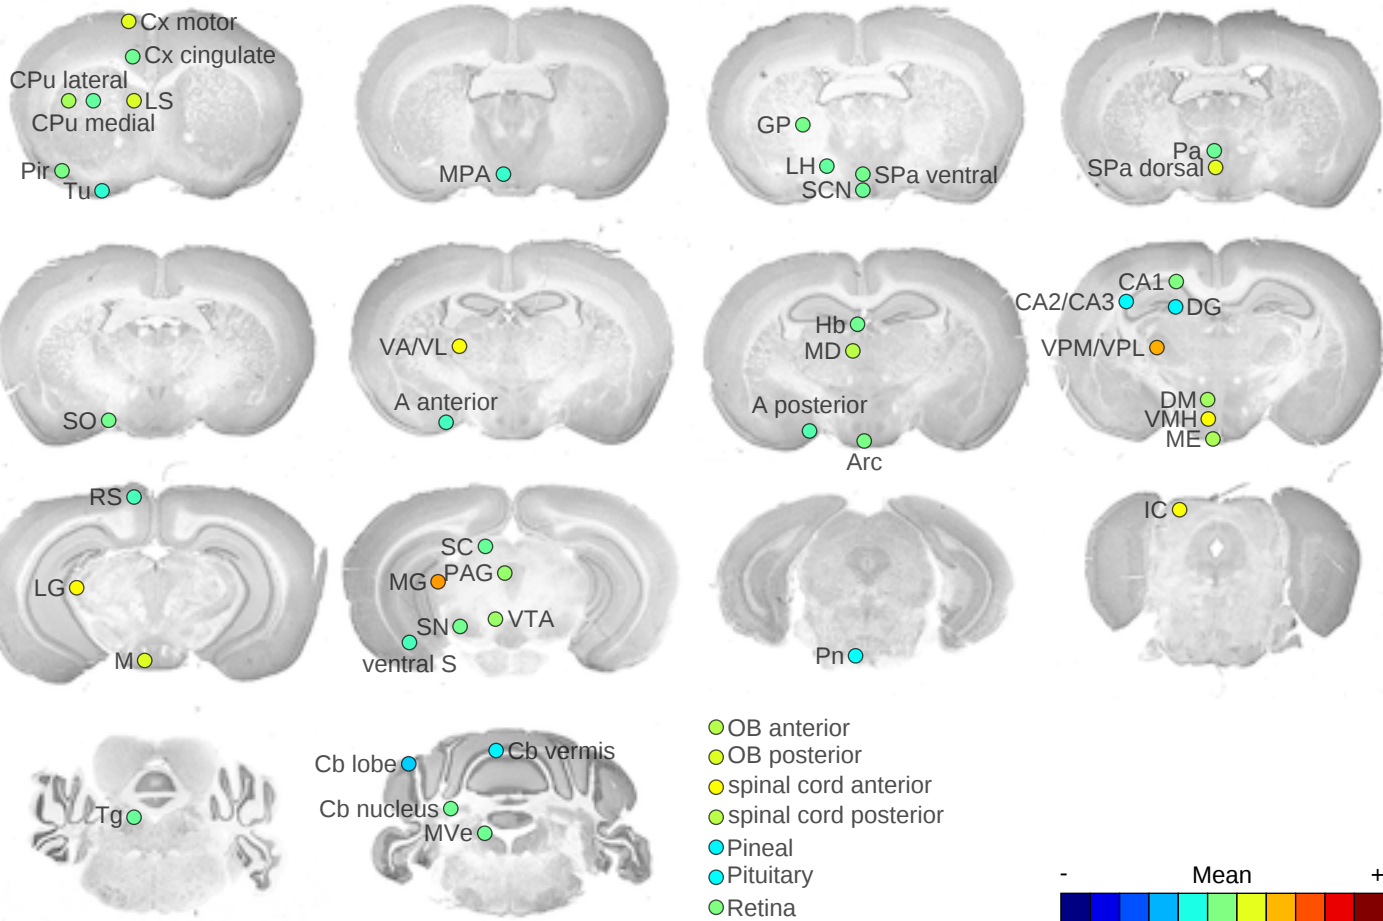 Cx motor
Cx cingulate
CPu lateral
LS
CPu medial
Pir
Tu
MPA
GP
LH
SPa ventral
SCN
Pa
SPa dorsal
SO
VA/VL
A anterior
Hb
MD
A posterior
Arc
CA1
CA2/CA3
DG
VPM/VPL
DM
VMH
ME
RS
LG
M
SC
MG
PAG
SN
VTA
ventral S
Pn
IC
Tg
Cb lobe
Cb vermis
Cb nucleus
MVe
OB anterior
OB posterior
spinal cord anterior
spinal cord posterior
Pineal
Pituitary
Retina
- Mean +